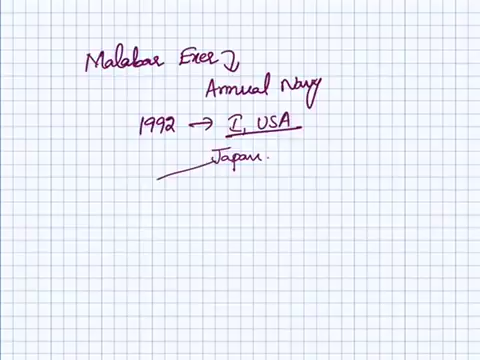 Malabar Exer ↓
Annual Navy
1992 → I, USA
Japan.